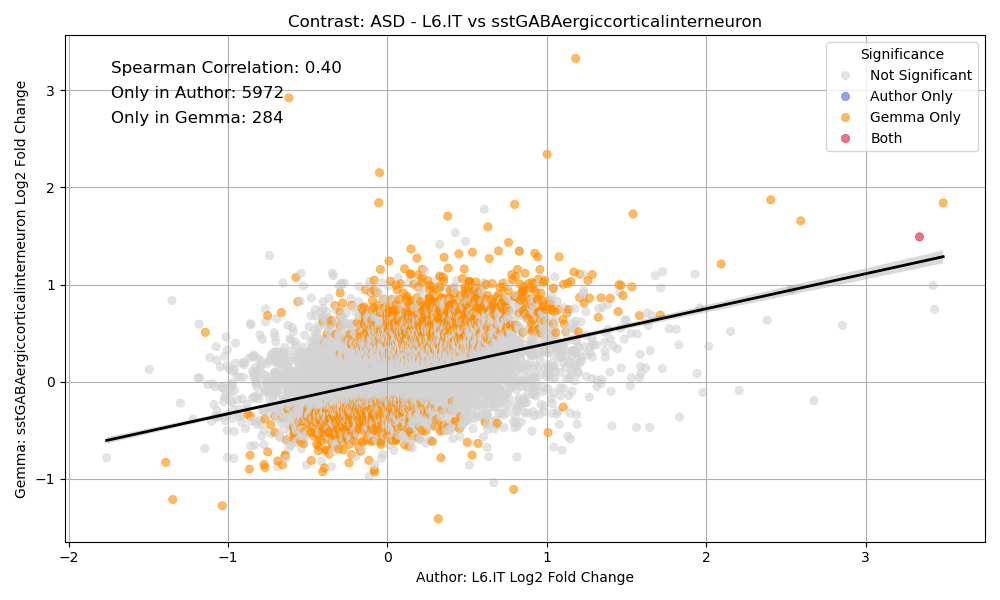 Contrast: ASD - L6.IT vs sstGABAergiccorticalinterneuron
Spearman Correlation: 0.40
Only in Author: 5972
Only in Gemma: 284
Significance
Not Significant
Author Only
Gemma Only
Both
Gemma: sstGABAergiccorticalinterneuron Log2 Fold Change
3
2
1
0
−1
−2
−1
0
1
2
3
Author: L6.IT Log2 Fold Change